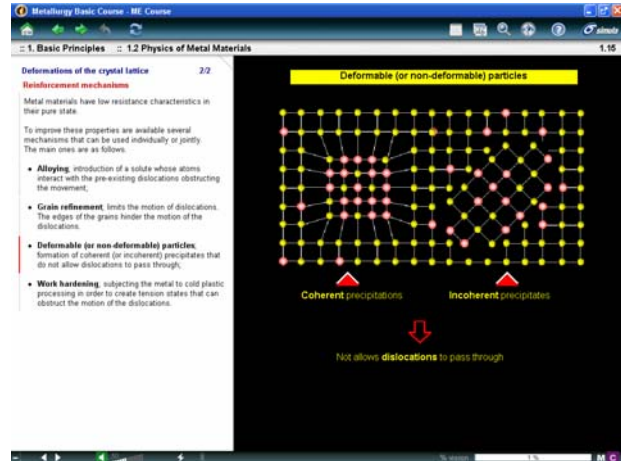 Metallurgy Basic Course - ME Course
simula
:: 1. Basic Principles :: 1.2 Physics of Metal Materials
1.15
Deformations of the crystal lattice 2/2
Reinforcement mechanisms
Metal materials have low resistance characteristics in
their pure state.
To improve these properties are available several
mechanisms that can be used individually or jointly.
The main ones are as follows.
• Alloying, introduction of a solute whose atoms
interact with the pre-existing dislocations obstructing
the movement;
• Grain refinement, limits the motion of dislocations.
The edges of the grains hinder the motion of the
dislocations.
• Deformable (or non-deformable) particles,
formation of coherent (or incoherent) precipitates that
do not allow dislocations to pass through;
• Work hardening, subjecting the metal to cold plastic
processing in order to create tension states that can
obstruct the motion of the dislocations.
Deformable (or non-deformable) particles
Coherent precipitations
Incoherent precipitates
Not allows dislocations to pass through
1 %
M C